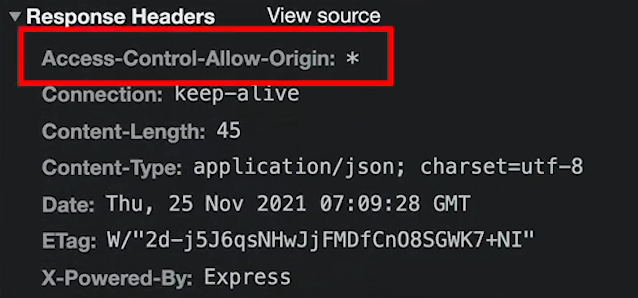 Response Headers View source
Access-Control-Allow-Origin: *
Connection: keep-alive
Content-Length: 45
Content-Type: application/json; charset=utf-8
Date: Thu, 25 Nov 2021 07:09:28 GMT
ETag: W/"2d-j5J6qsNHwJjFMDfCnO8SGWK7+NI"
X-Powered-By: Express